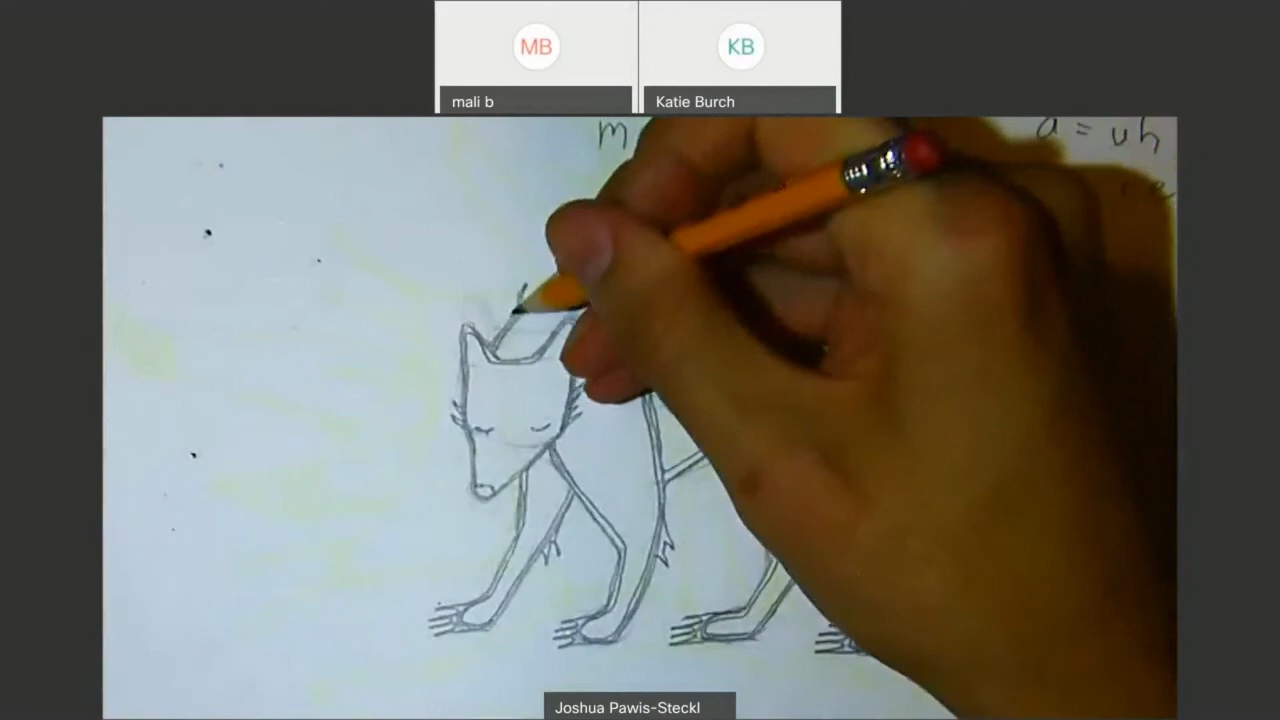 MB
KB
mali b
Katie Burch
m
a = uh
Joshua Pawis-Steckl